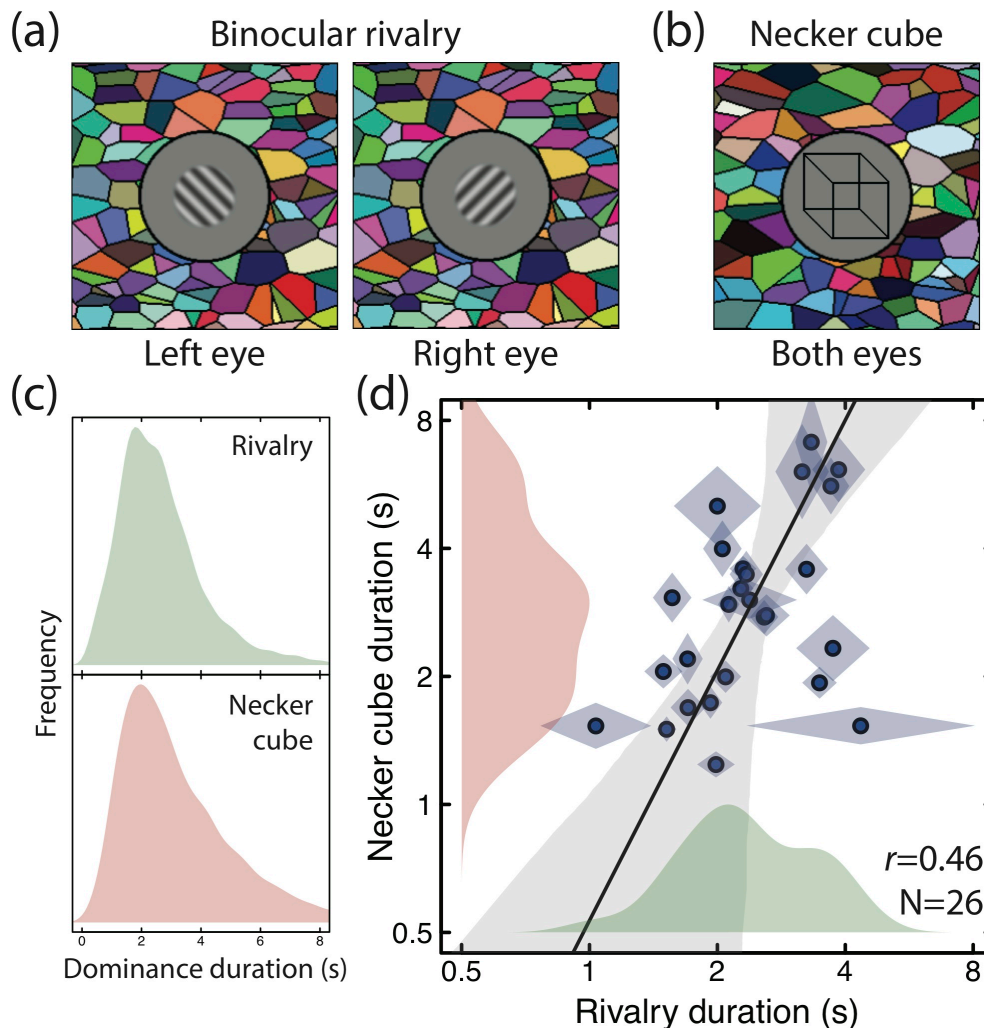 (a) Binocular rivalry
(b) Necker cube
Left eye
Right eye
Both eyes
(c)
Rivalry
Necker
cube
Frequency
0 2 4 6 8
Dominance duration (s)
(d)
8
4
2
1
0.5
Necker cube duration (s)
r=0.46
N=26
0.5 1 2 4 8
Rivalry duration (s)